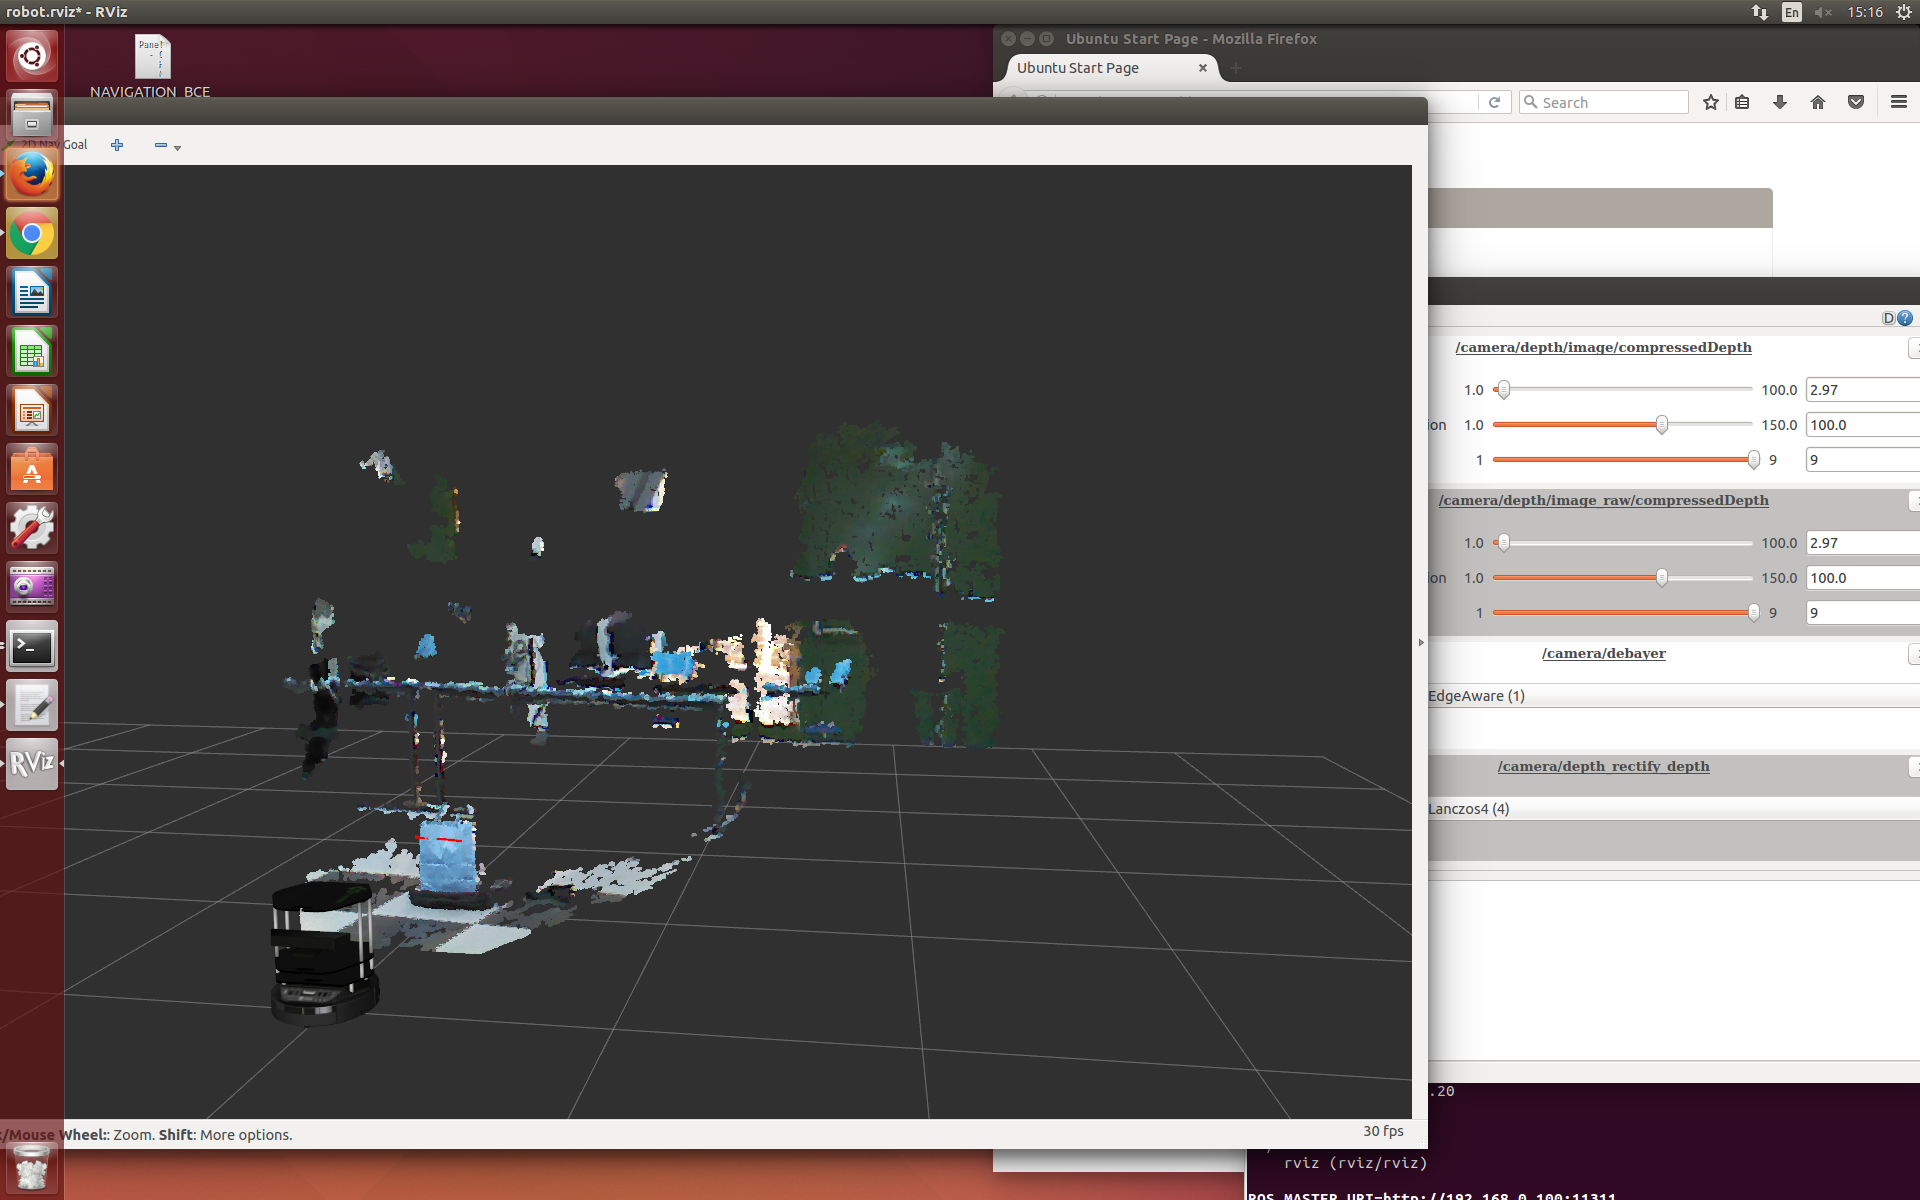 robot.rviz* - RViz
En
15:16
Panel
NAVIGATION_BCE
Ubuntu Start Page - Mozilla Firefox
Ubuntu Start Page
Search
2D Nav Goal
D
?
/camera/depth/image/compressedDepth
1.0
100.0
2.97
ion
1.0
150.0
100.0
1
9
9
/camera/depth/image_raw/compressedDepth
1.0
100.0
2.97
ion
1.0
150.0
100.0
1
9
9
/camera/debayer
EdgeAware (1)
/camera/depth_rectify_depth
Lanczos4 (4)
RViz
/Mouse Wheel:: Zoom. Shift: More options.
30 fps
.20
/
rviz (rviz/rviz)
ROS_MASTER_URI=http://192.168.0.100:11311